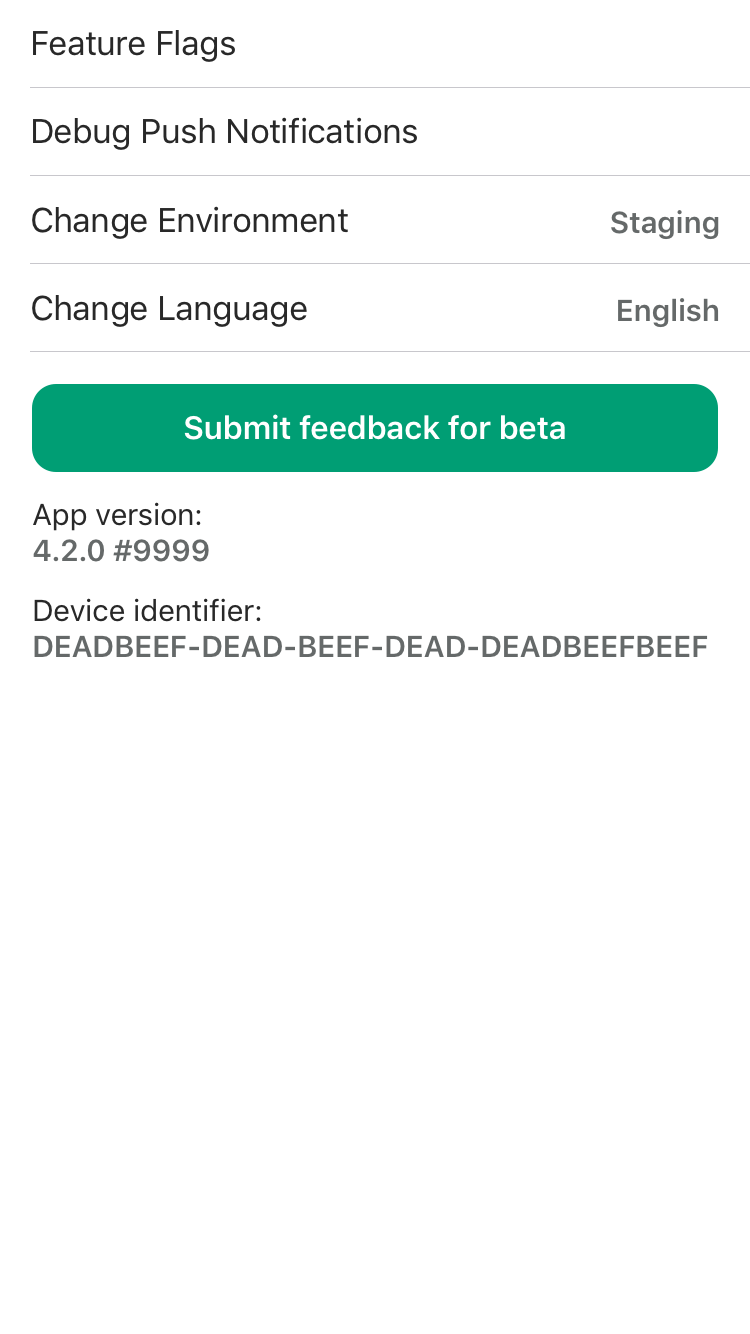 Feature Flags
Debug Push Notifications
Change Environment Staging
Change Language English
Submit feedback for beta
App version:
4.2.0 #9999
Device identifier:
DEADBEEF-DEAD-BEEF-DEAD-DEADBEEFBEEF